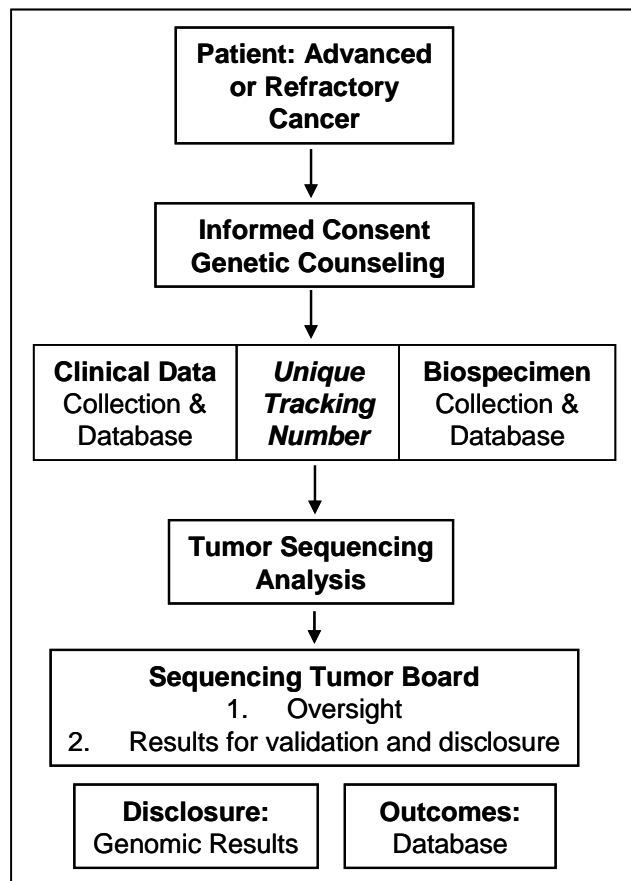 Patient: Advanced
or Refractory
Cancer
Informed Consent
Genetic Counseling
Clinical Data
Collection &
Database
Unique
Tracking
Number
Biospecimen
Collection &
Database
Tumor Sequencing
Analysis
Sequencing Tumor Board
1. Oversight
2. Results for validation and disclosure
Disclosure:
Genomic Results
Outcomes:
Database